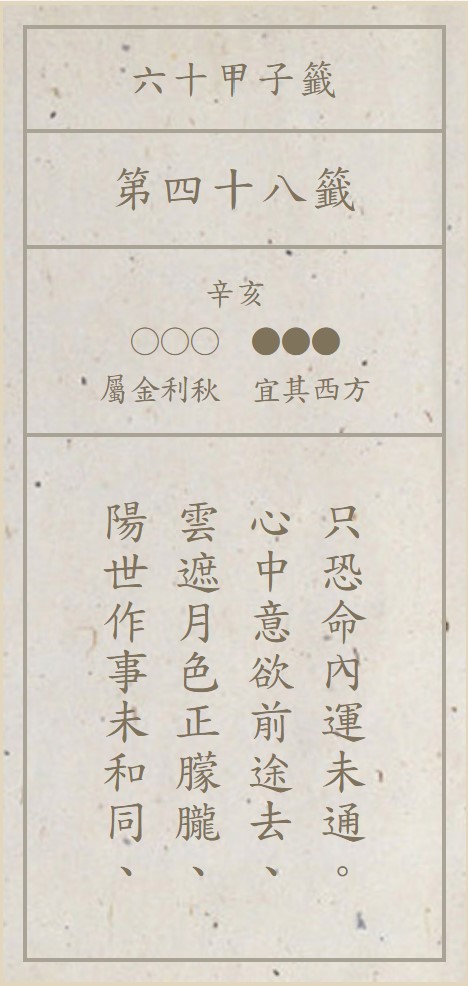 六十甲子籤
第四十八籤
辛亥
○○○ ●●●
屬金利秋 宜其西方
陽世作事未和同、
雲遮月色正朦朧、
心中意欲前途去、
只恐命內運未通。